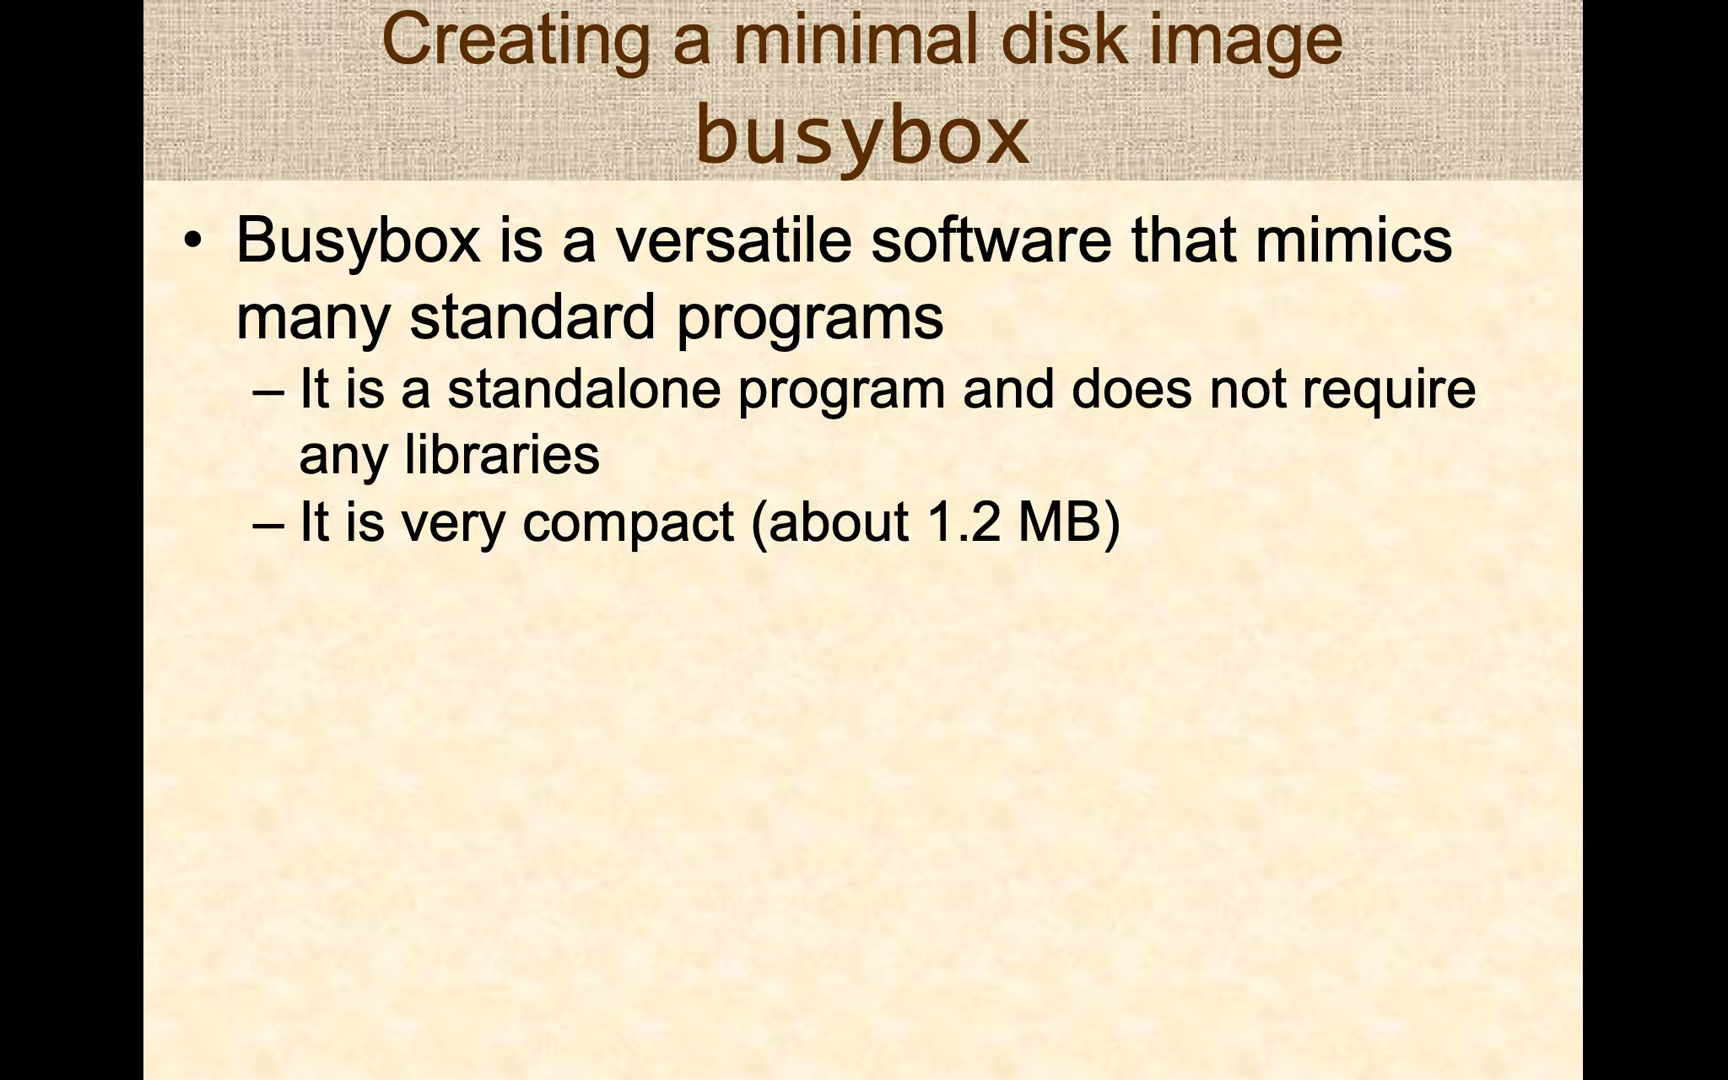 Creating a minimal disk image
busybox
• Busybox is a versatile software that mimics
many standard programs
– It is a standalone program and does not require
any libraries
– It is very compact (about 1.2 MB)